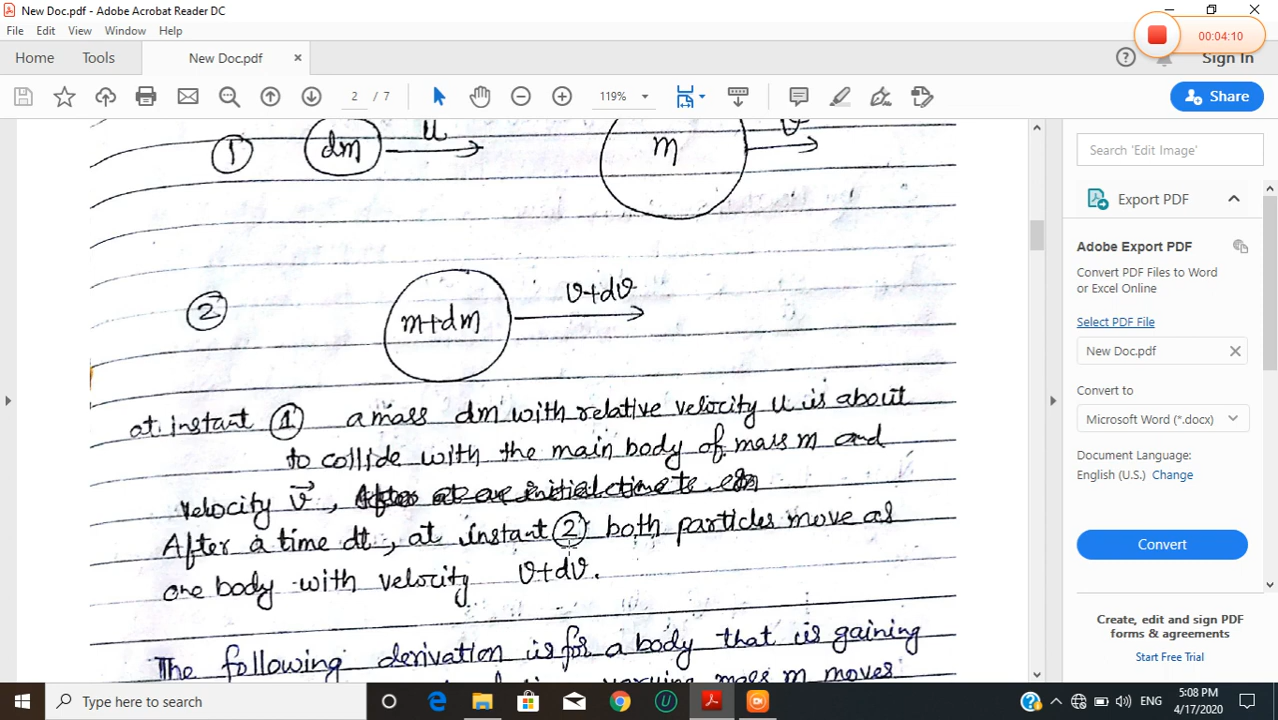 New Doc.pdf - Adobe Acrobat Reader DC
File Edit View Window Help
00:04:10
Home Tools New Doc.pdf × Sign In
2 / 7 119% Share
① dm u m v
② m+dm v+dv
at instant ① a mass dm with relative velocity u is about
to collide with the main body of mass m and
velocity v⃗,
After a time dt, at instant ② both particles move as
one body with velocity v+dv.
The following derivation is for a body that is gaining
varying mass m moves
Search 'Edit Image'
Export PDF
Adobe Export PDF
Convert PDF Files to Word
or Excel Online
Select PDF File
New Doc.pdf
Convert to
Microsoft Word (*.docx)
Document Language:
English (U.S.) Change
Convert
Create, edit and sign PDF
forms & agreements
Start Free Trial
Type here to search
ENG
5:08 PM
4/17/2020